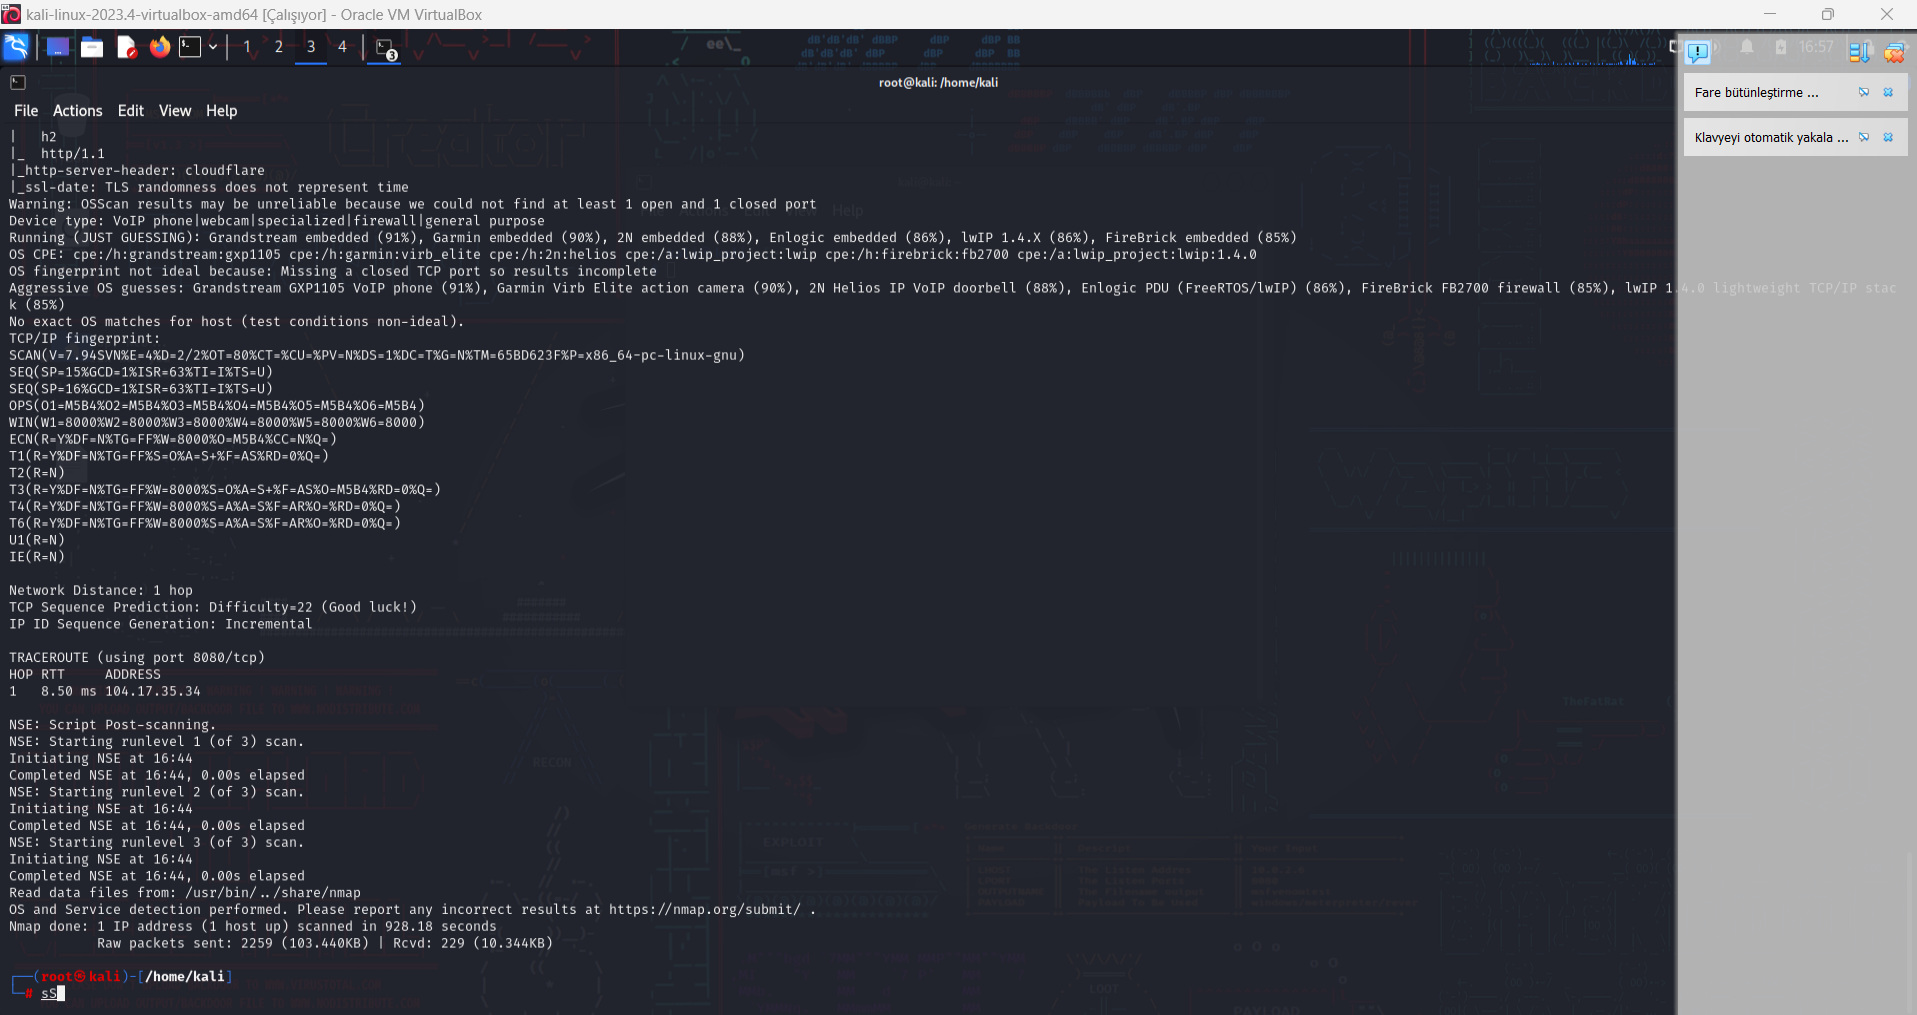 kali-linux-2023.4-virtualbox-amd64 [Çalışıyor] - Oracle VM VirtualBox
1 2 3 4 3
16:57
root@kali: /home/kali
Fare bütünleştirme ...
Klavyeyi otomatik yakala ...
File Actions Edit View Help
|   h2
|_  http/1.1
|_http-server-header: cloudflare
|_ssl-date: TLS randomness does not represent time
Warning: OSScan results may be unreliable because we could not find at least 1 open and 1 closed port
Device type: VoIP phone|webcam|specialized|firewall|general purpose
Running (JUST GUESSING): Grandstream embedded (91%), Garmin embedded (90%), 2N embedded (88%), Enlogic embedded (86%), lwIP 1.4.X (86%), FireBrick embedded (85%)
OS CPE: cpe:/h:grandstream:gxp1105 cpe:/h:garmin:virb_elite cpe:/h:2n:helios cpe:/a:lwip_project:lwip cpe:/h:firebrick:fb2700 cpe:/a:lwip_project:lwip:1.4.0
OS fingerprint not ideal because: Missing a closed TCP port so results incomplete
Aggressive OS guesses: Grandstream GXP1105 VoIP phone (91%), Garmin Virb Elite action camera (90%), 2N Helios IP VoIP doorbell (88%), Enlogic PDU (FreeRTOS/lwIP) (86%), FireBrick FB2700 firewall (85%), lwIP 1.4.0 lightweight TCP/IP stac
k (85%)
No exact OS matches for host (test conditions non-ideal).
TCP/IP fingerprint:
SCAN(V=7.94SVN%E=4%D=2/2%OT=80%CT=%CU=%PV=N%DS=1%DC=T%G=N%TM=65BD623F%P=x86_64-pc-linux-gnu)
SEQ(SP=15%GCD=1%ISR=63%TI=I%TS=U)
SEQ(SP=16%GCD=1%ISR=63%TI=I%TS=U)
OPS(O1=M5B4%O2=M5B4%O3=M5B4%O4=M5B4%O5=M5B4%O6=M5B4)
WIN(W1=8000%W2=8000%W3=8000%W4=8000%W5=8000%W6=8000)
ECN(R=Y%DF=N%TG=FF%W=8000%O=M5B4%CC=N%Q=)
T1(R=Y%DF=N%TG=FF%S=O%A=S+%F=AS%RD=0%Q=)
T2(R=N)
T3(R=Y%DF=N%TG=FF%W=8000%S=O%A=S+%F=AS%O=M5B4%RD=0%Q=)
T4(R=Y%DF=N%TG=FF%W=8000%S=A%A=S%F=AR%O=%RD=0%Q=)
T6(R=Y%DF=N%TG=FF%W=8000%S=A%A=S%F=AR%O=%RD=0%Q=)
U1(R=N)
IE(R=N)
Network Distance: 1 hop
TCP Sequence Prediction: Difficulty=22 (Good luck!)
IP ID Sequence Generation: Incremental
TRACEROUTE (using port 8080/tcp)
HOP RTT     ADDRESS
1   8.50 ms 104.17.35.34
NSE: Script Post-scanning.
NSE: Starting runlevel 1 (of 3) scan.
Initiating NSE at 16:44
Completed NSE at 16:44, 0.00s elapsed
NSE: Starting runlevel 2 (of 3) scan.
Initiating NSE at 16:44
Completed NSE at 16:44, 0.00s elapsed
NSE: Starting runlevel 3 (of 3) scan.
Initiating NSE at 16:44
Completed NSE at 16:44, 0.00s elapsed
Read data files from: /usr/bin/../share/nmap
OS and Service detection performed. Please report any incorrect results at https://nmap.org/submit/ .
Nmap done: 1 IP address (1 host up) scanned in 928.18 seconds
           Raw packets sent: 2259 (103.440KB) | Rcvd: 229 (10.344KB)
┌──(root㉿kali)-[/home/kali]
└─# sS